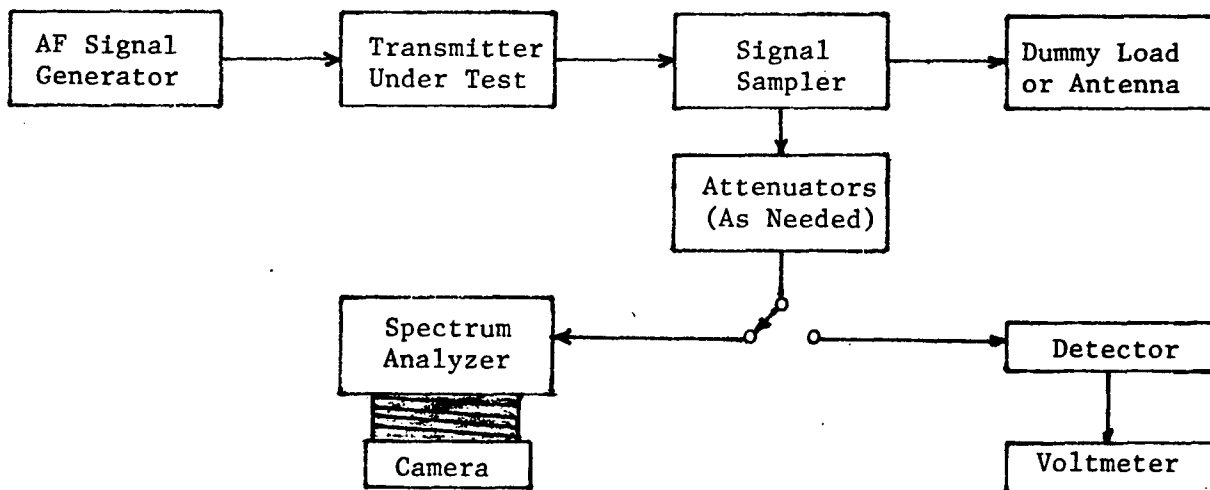 AF Signal
Generator
Transmitter
Under Test
Signal
Sampler
Dummy Load
or Antenna
Attenuators
(As Needed)
Spectrum
Analyzer
Detector
Camera
Voltmeter